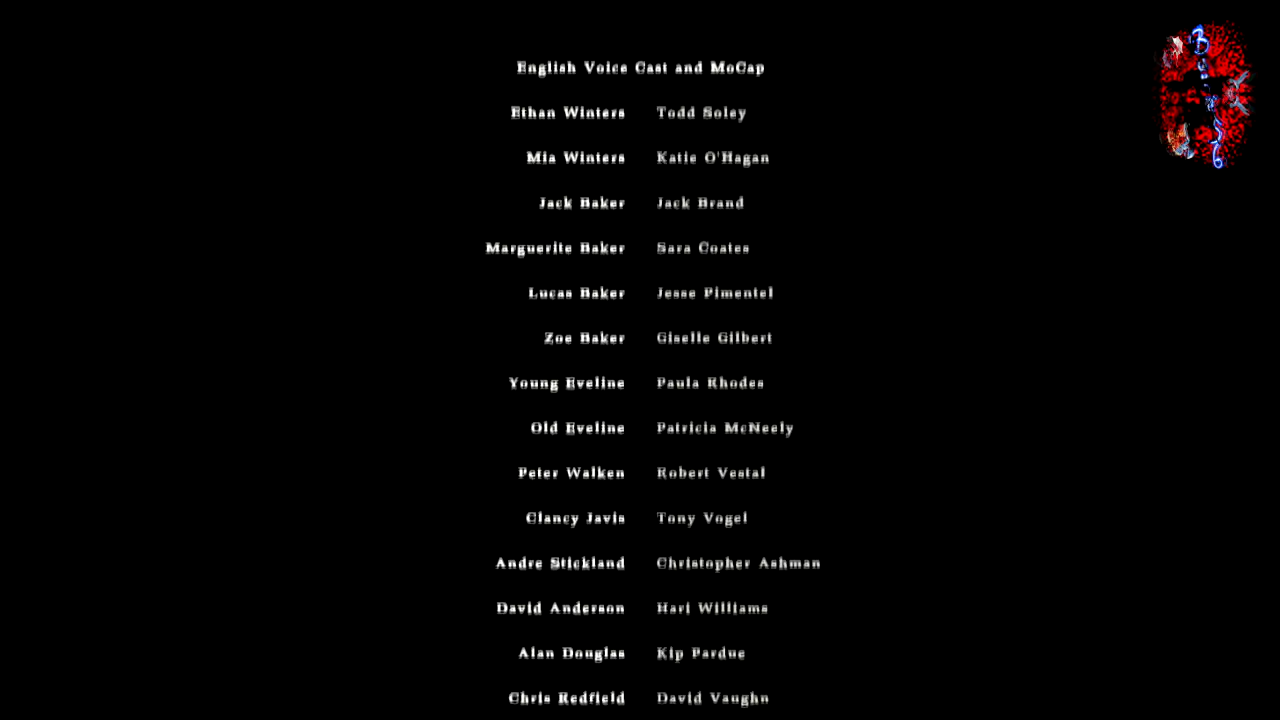 English Voice Cast and MoCap
Ethan Winters Todd Soley
Mia Winters Katie O'Hagan
Jack Baker Jack Brand
Marguerite Baker Sara Coates
Lucas Baker Jesse Pimentel
Zoe Baker Giselle Gilbert
Young Eveline Paula Rhodes
Old Eveline Patricia McNeely
Peter Walken Robert Vestal
Clancy Javis Tony Vogel
Andre Stickland Christopher Ashman
David Anderson Hari Williams
Alan Douglas Kip Pardue
Chris Redfield David Vaughn